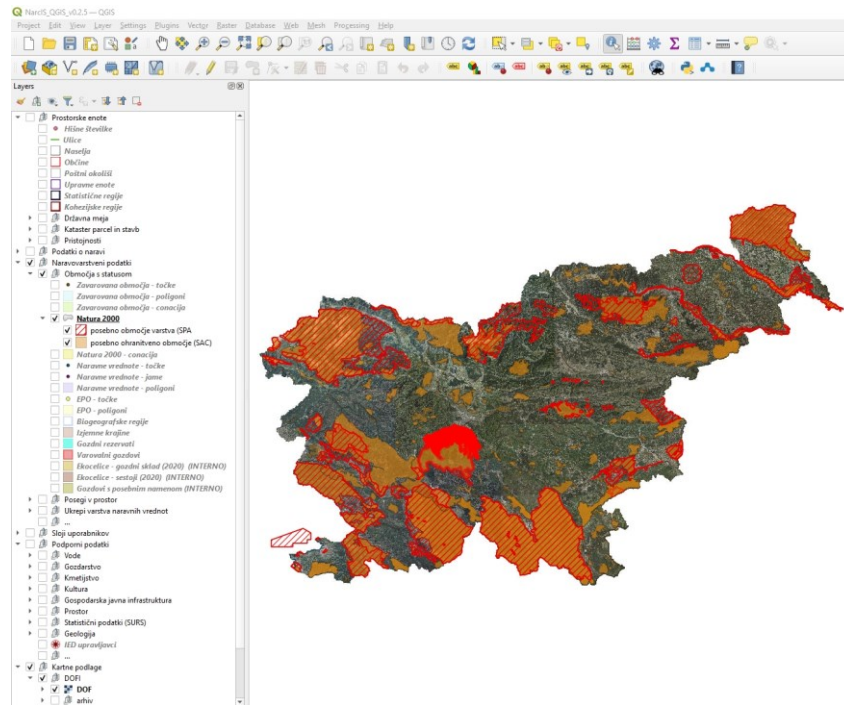 NarcIS_QGIS_v0.2.5 — QGIS
Project Edit View Layer Settings Plugins Vector Raster Database Web Mesh Processing Help
Layers
Prostorske enote
Hišne številke
Ulice
Naselja
Občine
Poštni okoliši
Upravne enote
Statistične regije
Kohezijske regije
Državna meja
Kataster parcel in stavb
Pristojnosti
Podatki o naravi
Naravovarstveni podatki
Območja s statusom
Zavarovana območja - točke
Zavarovana območja - poligoni
Zavarovana območja - conacija
Natura 2000
posebno območje varstva (SPA
posebno ohranitveno območje (SAC)
Natura 2000 - conacija
Naravne vrednote - točke
Naravne vrednote - jame
Naravne vrednote - poligoni
EPO - točke
EPO - poligoni
Biogeografske regije
Izjemne krajine
Gozdni rezervati
Varovalni gozdovi
Ekocelice - gozdni sklad (2020) (INTERNO)
Ekocelice - sestoji (2020) (INTERNO)
Gozdovi s posebnim namenom (INTERNO)
Posegi v prostor
Ukrepi varstva naravnih vrednot
...
Sloji uporabnikov
Podporni podatki
Vode
Gozdarstvo
Kmetijstvo
Kultura
Gospodarska javna infrastruktura
Prostor
Statistični podatki (SURS)
Geologija
IED upravljavci
...
Kartne podlage
DOFI
DOF
arhiv